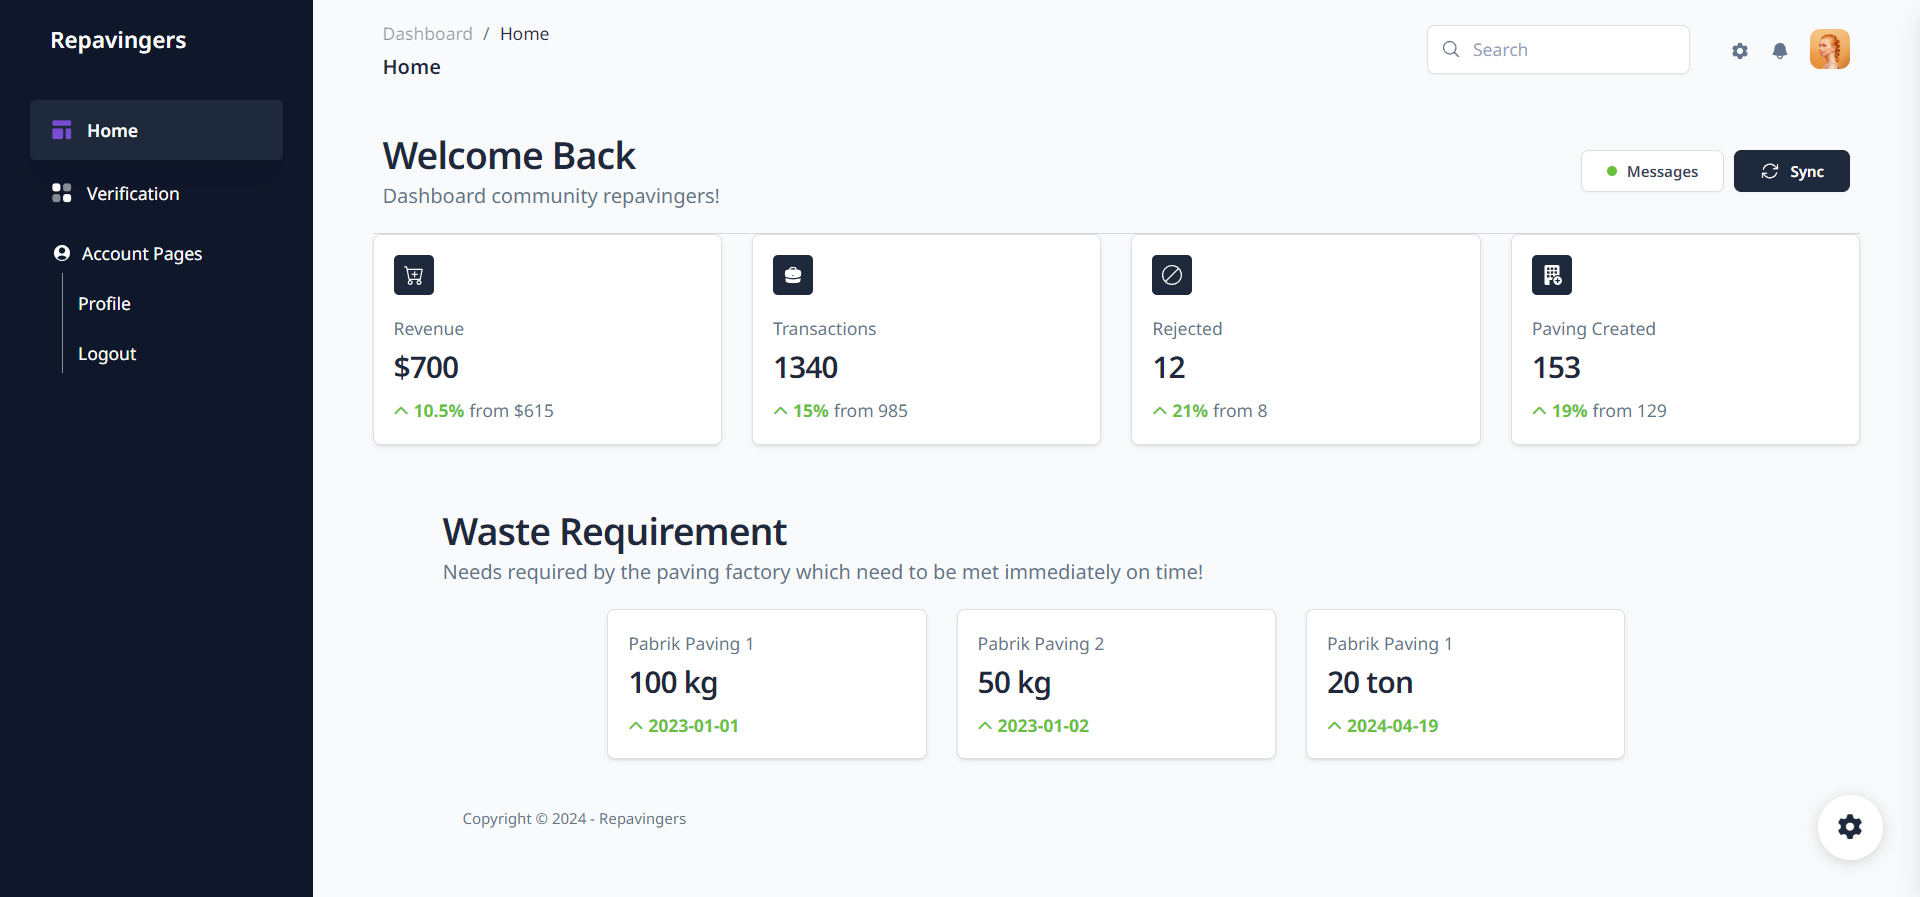 Repavingers
Home
Verification
Account Pages
Profile
Logout
Dashboard / Home
Home
Search
Welcome Back
Dashboard community repavingers!
Messages
Sync
Revenue
$700
10.5% from $615
Transactions
1340
15% from 985
Rejected
12
21% from 8
Paving Created
153
19% from 129
Waste Requirement
Needs required by the paving factory which need to be met immediately on time!
Pabrik Paving 1
100 kg
2023-01-01
Pabrik Paving 2
50 kg
2023-01-02
Pabrik Paving 1
20 ton
2024-04-19
Copyright © 2024 - Repavingers